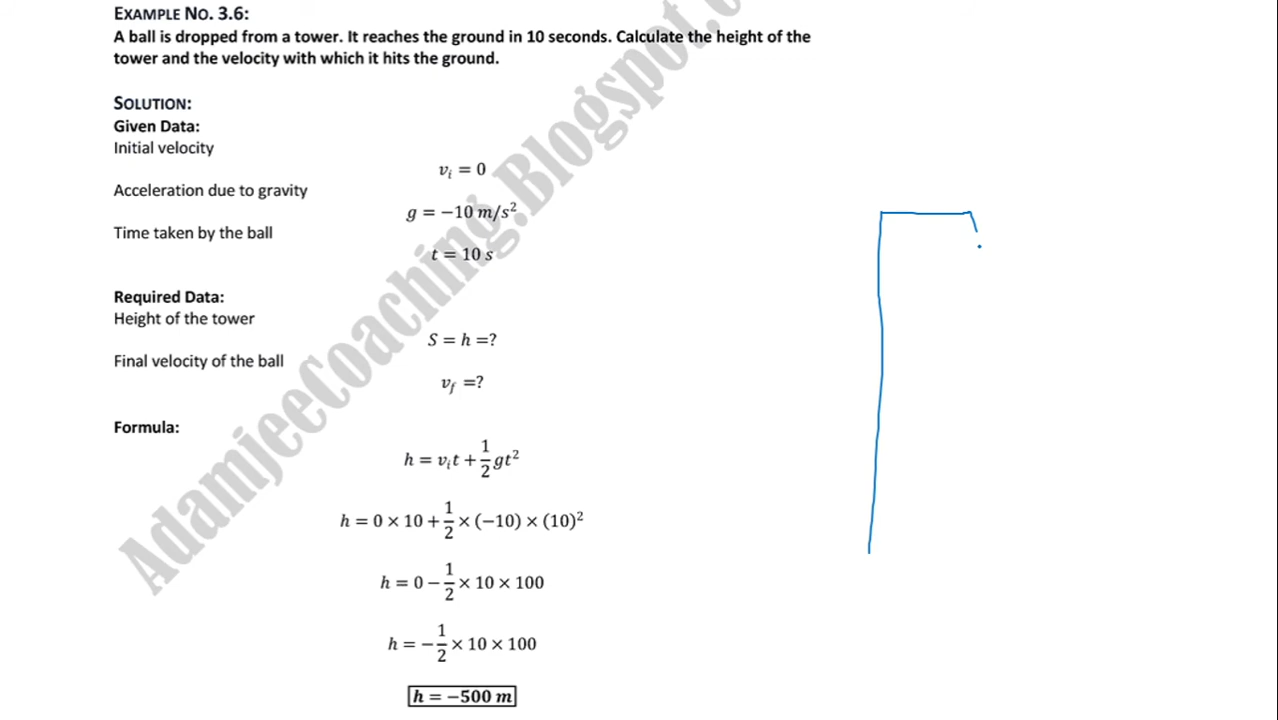 EXAMPLE NO. 3.6:
A ball is dropped from a tower. It reaches the ground in 10 seconds. Calculate the height of the
tower and the velocity with which it hits the ground.
SOLUTION:
Given Data:
Initial velocity
vᵢ = 0
Acceleration due to gravity
g = −10 m/s²
Time taken by the ball
t = 10 s
Required Data:
Height of the tower
S = h =?
Final velocity of the ball
v_f =?
Formula:
h = vᵢt + 1/2 gt²
h = 0 × 10 + 1/2 × (−10) × (10)²
h = 0 − 1/2 × 10 × 100
h = − 1/2 × 10 × 100
h = −500 m
AdamjeeCoaching.Blogspot.